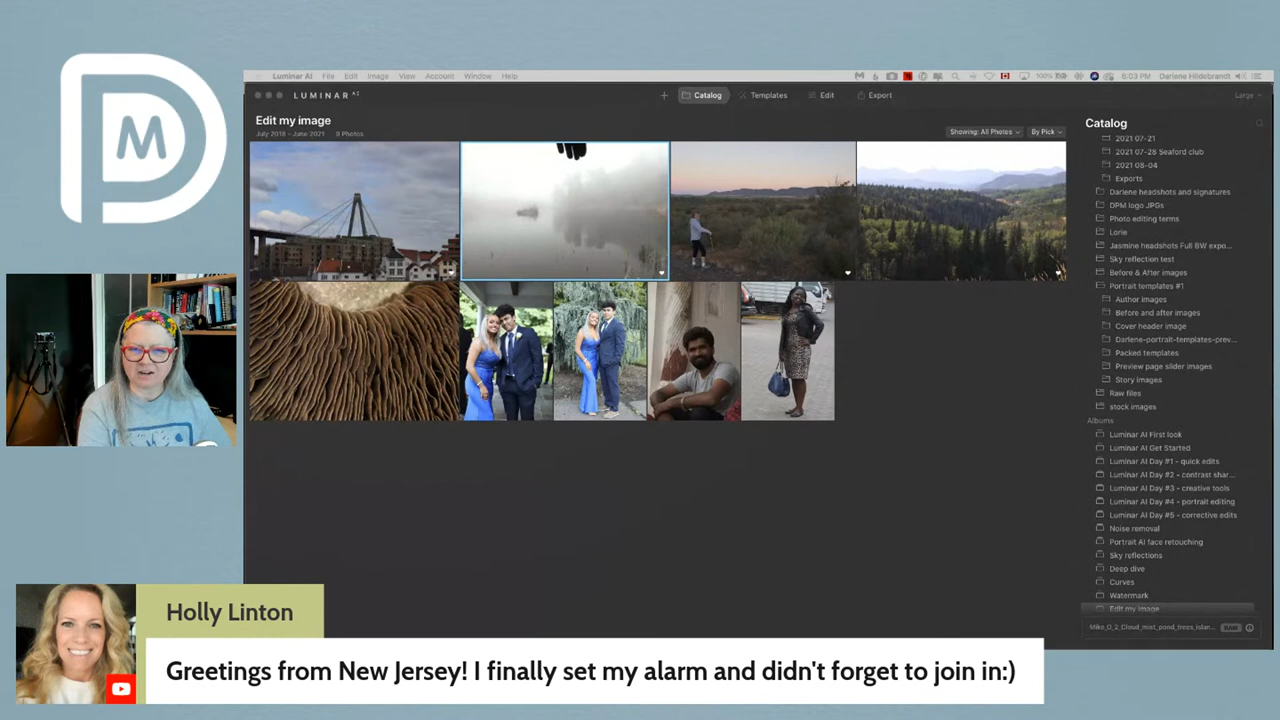 DPM
Luminar AI File Edit Image View Account Window Help
100% 6:03 PM Darlene Hildebrandt
LUMINAR AI
+ Catalog Templates Edit Export Large
Edit my image
July 2018 - June 2021 9 Photos
Showing: All Photos By Pick
Catalog
2021 07-21
2021 07-28 Seaford club
2021 08-04
Exports
Darlene headshots and signatures
DPM logo JPGs
Photo editing terms
Lorie
Jasmine headshots Full BW expo...
Sky reflection test
Before & After images
Portrait templates #1
Author images
Before and after images
Cover header image
Darlene-portrait-templates-prev...
Packed templates
Preview page slider images
Story images
Raw files
stock images
Albums
Luminar AI First look
Luminar AI Get Started
Luminar AI Day #1 - quick edits
Luminar AI Day #2 - contrast shar...
Luminar AI Day #3 - creative tools
Luminar AI Day #4 - portrait editing
Luminar AI Day #5 - corrective edits
Noise removal
Portrait AI face retouching
Sky reflections
Deep dive
Curves
Watermark
Edit my image
Mike_O_2_Cloud_mist_pond_trees_islan... RAW
Holly Linton
Greetings from New Jersey! I finally set my alarm and didn't forget to join in:)